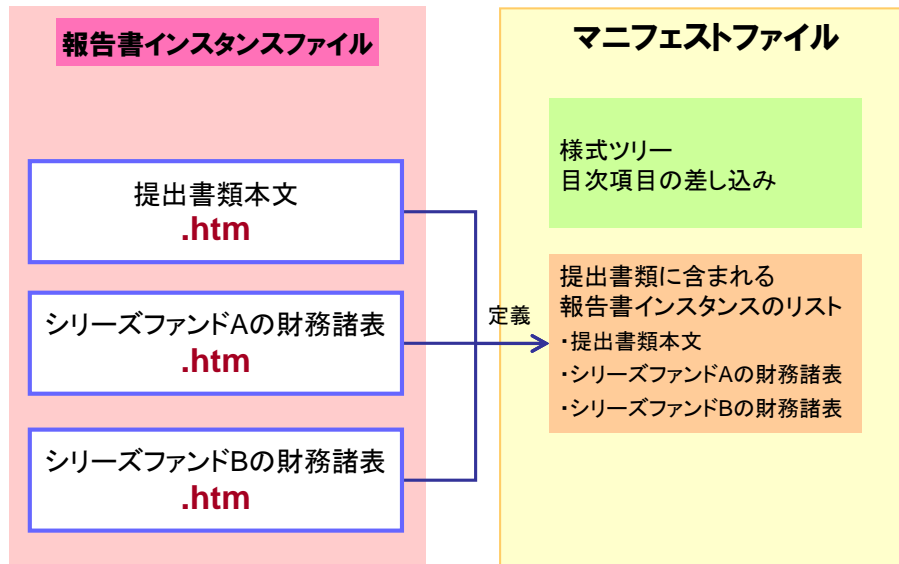 報告書インスタンスファイル
提出書類本文
.htm
シリーズファンドAの財務諸表
.htm
シリーズファンドBの財務諸表
.htm
定義
マニフェストファイル
様式ツリー
目次項目の差し込み
提出書類に含まれる
報告書インスタンスのリスト
・提出書類本文
・シリーズファンドAの財務諸表
・シリーズファンドBの財務諸表